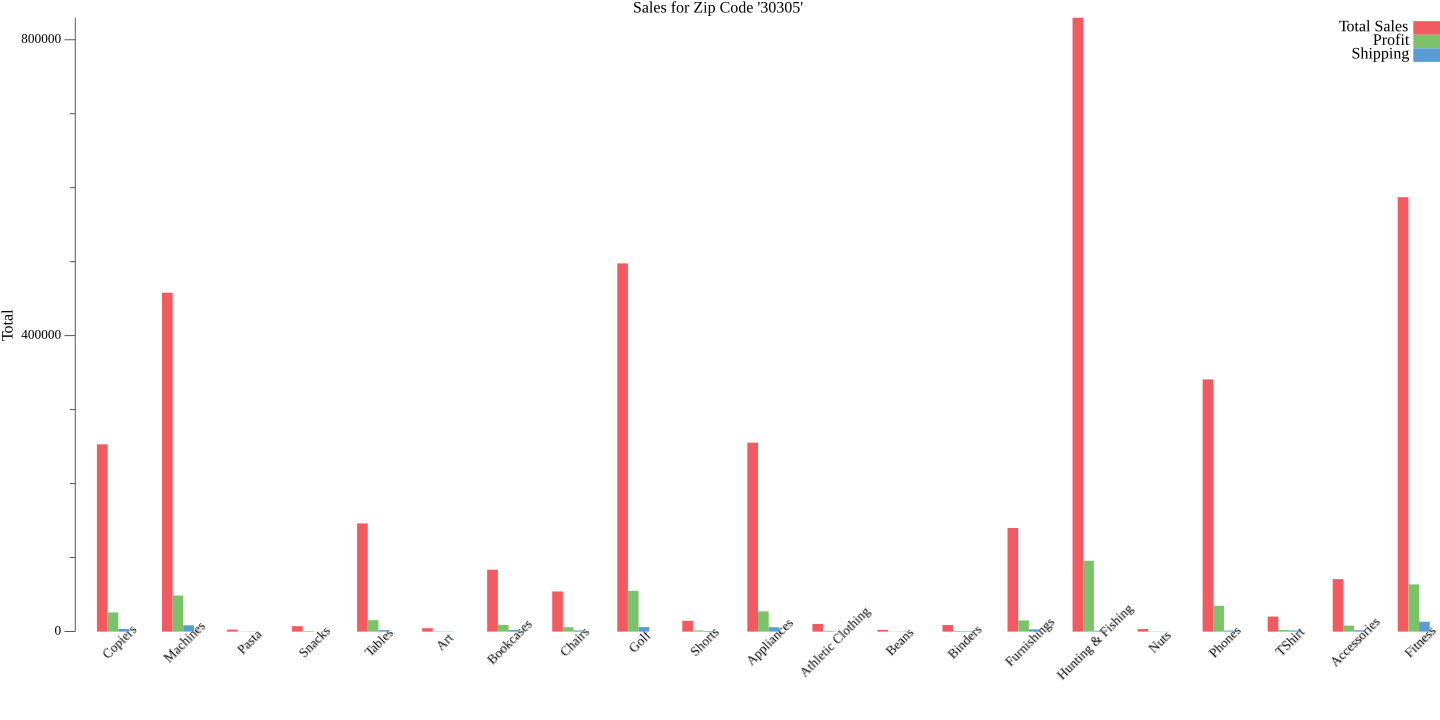 Sales for Zip Code '30305'
Total Sales
Profit
Shipping
Total
800000
400000
0
Copiers
Machines
Pasta
Snacks
Tables
Art
Bookcases
Chairs
Golf
Shorts
Appliances
Athletic Clothing
Beans
Binders
Furnishings
Hunting & Fishing
Nuts
Phones
TShirt
Accessories
Fitness